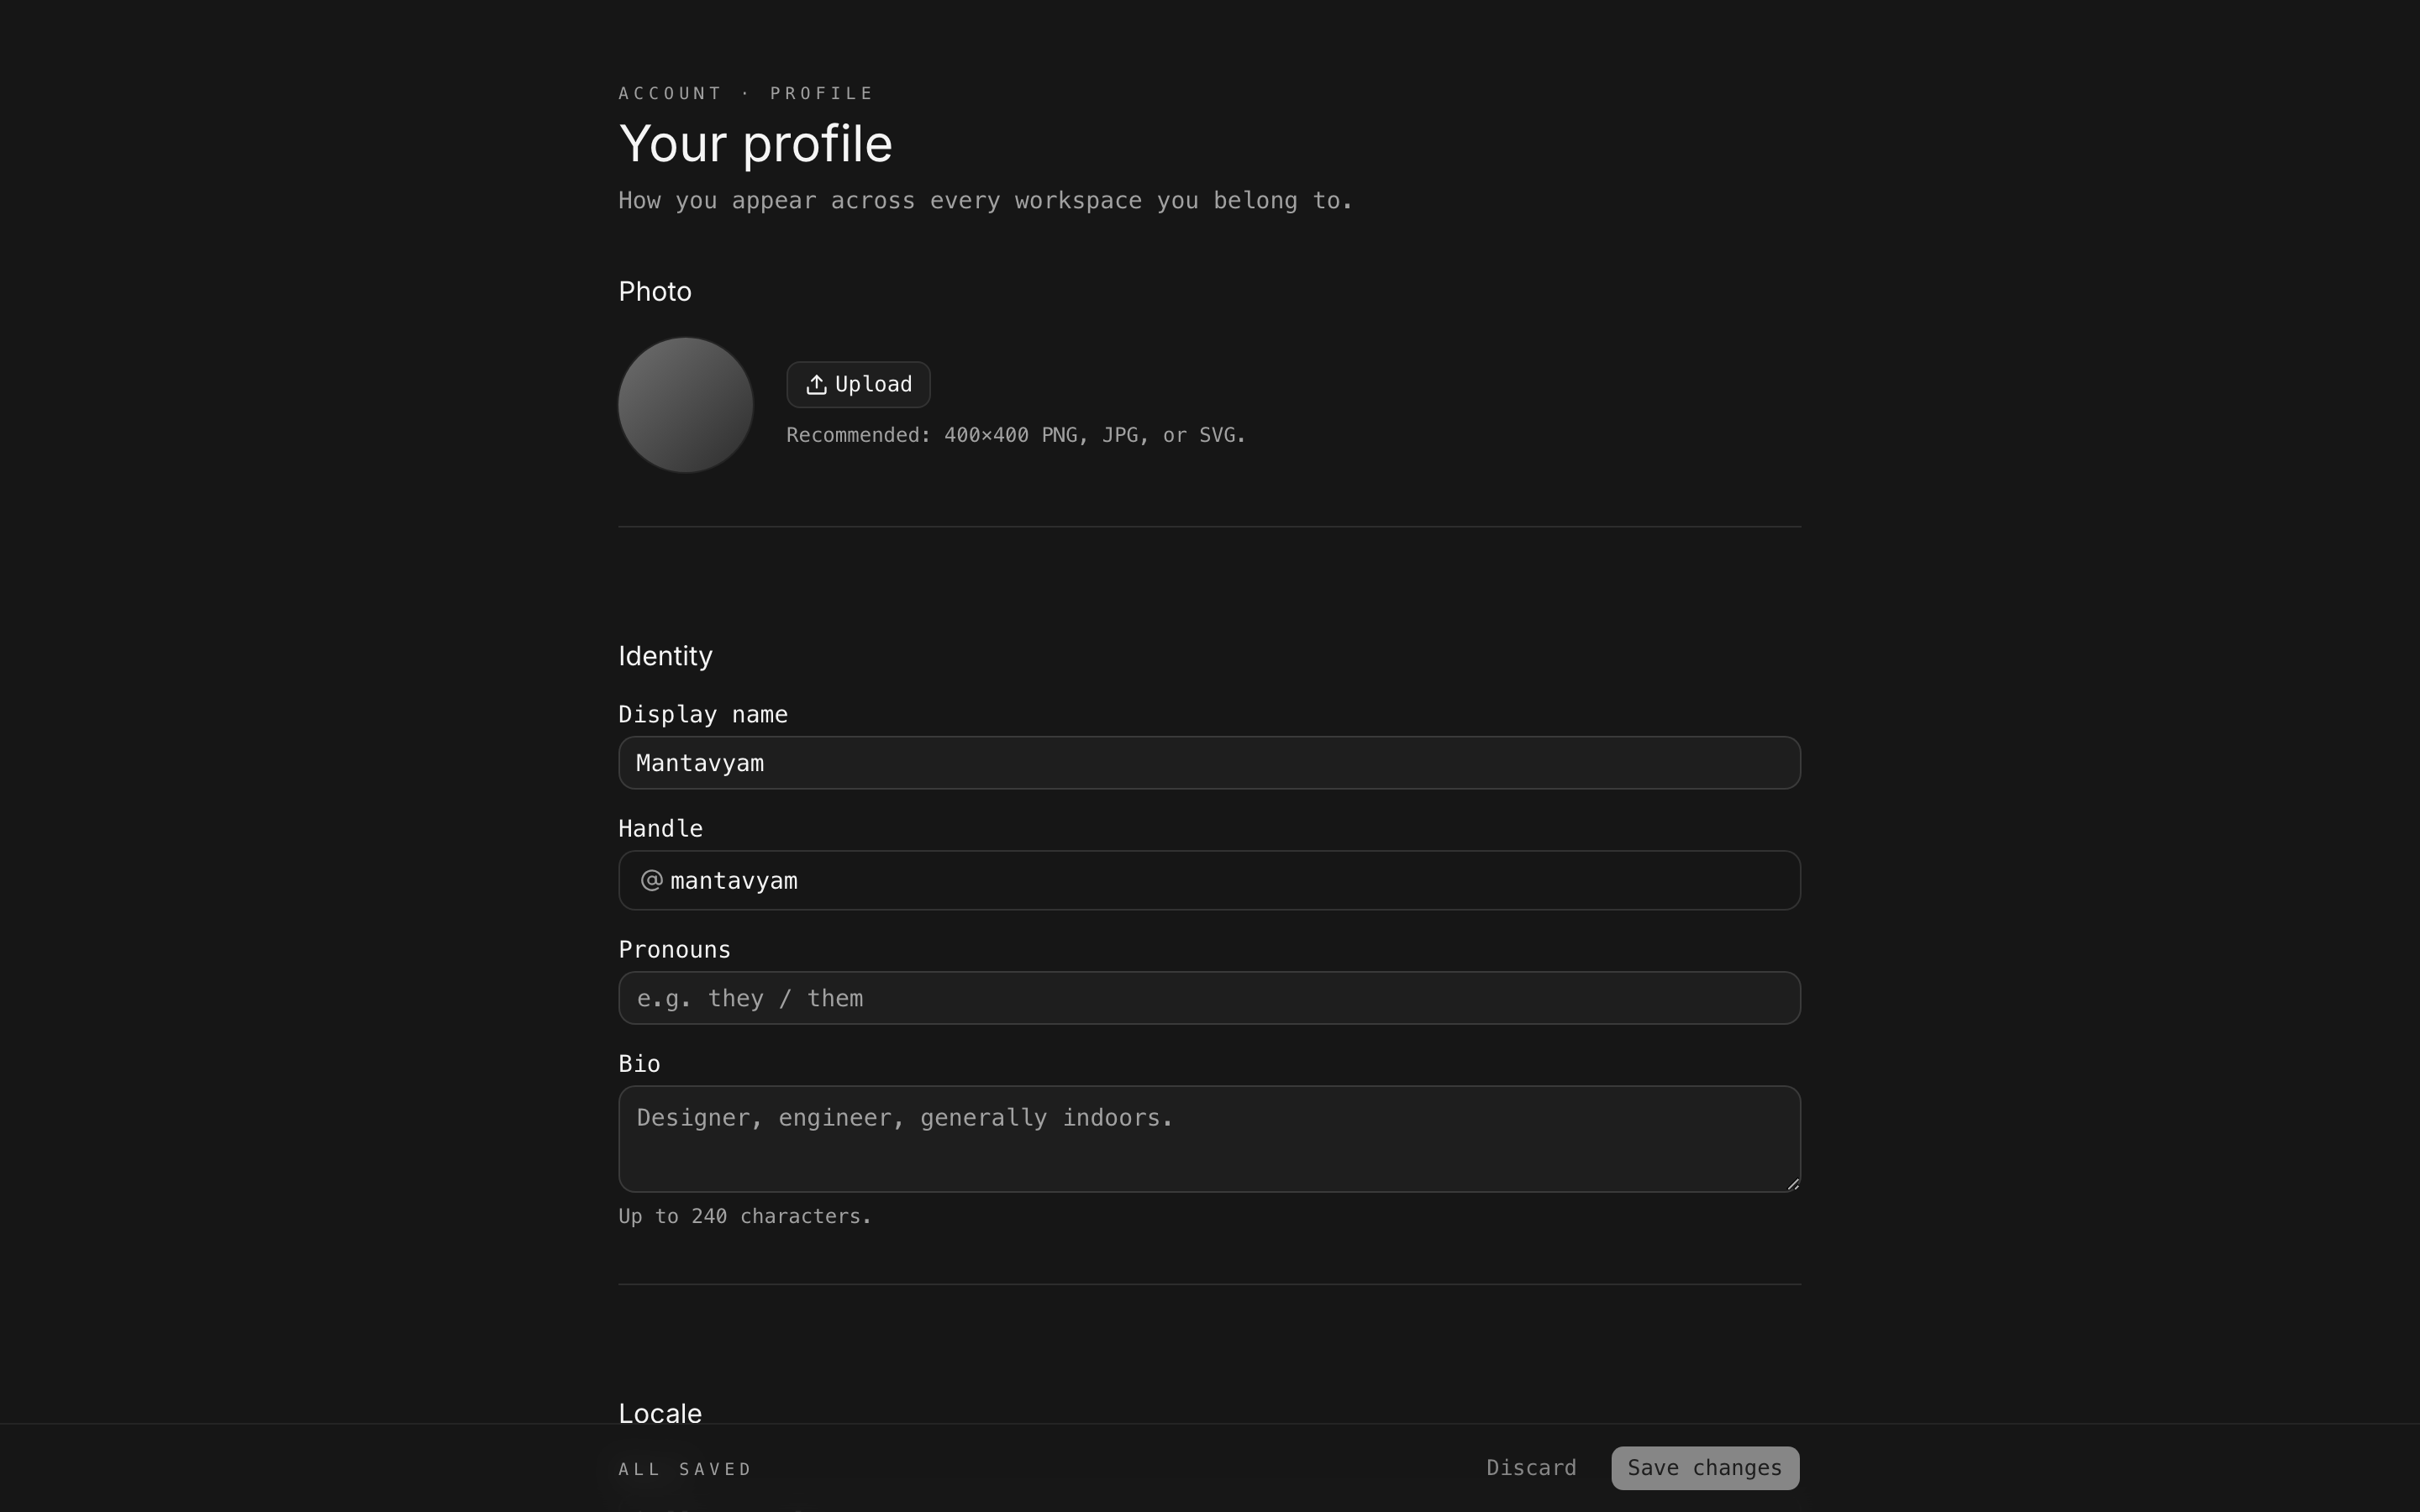 ACCOUNT · PROFILE
Your profile
How you appear across every workspace you belong to.
Photo
Upload
Recommended: 400×400 PNG, JPG, or SVG.
Identity
Display name
Mantavyam
Handle
@ mantavyam
Pronouns
e.g. they / them
Bio
Designer, engineer, generally indoors.
Up to 240 characters.
Locale
ALL SAVED
Discard
Save changes